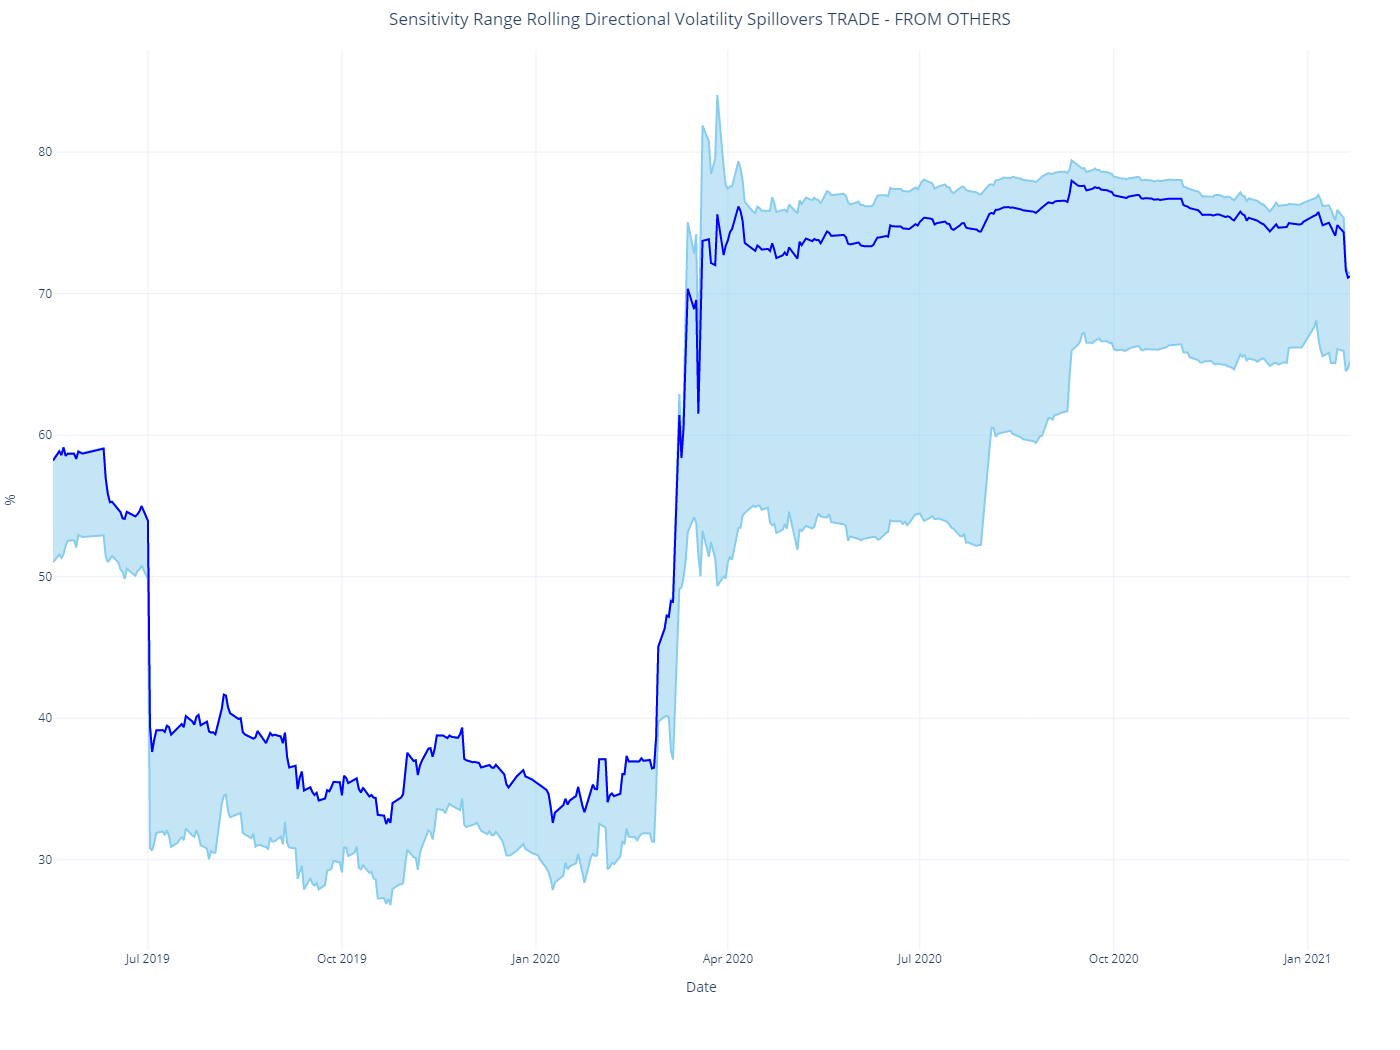 Sensitivity Range Rolling Directional Volatility Spillovers TRADE - FROM OTHERS
80
70
60
50
40
30
%
Jul 2019
Oct 2019
Jan 2020
Apr 2020
Jul 2020
Oct 2020
Jan 2021
Date